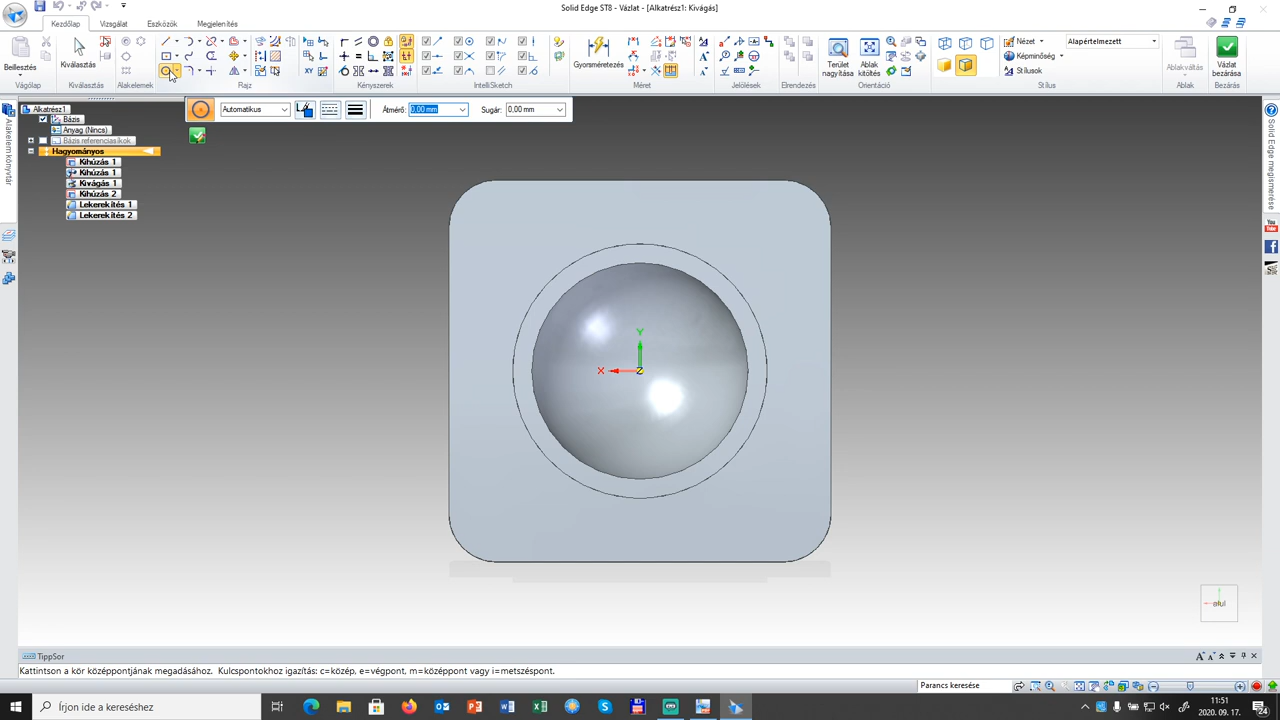 Solid Edge ST8 - Vázlat - [Alkatrész1: Kivágás]
Kezdőlap
Vizsgálat
Eszközök
Megjelenítés
Beillesztés
Kiválasztás
Gyorsméretezés
Terület nagyítása
Ablak kitöltés
Nézet
Képminőség
Stílusok
Alapértelmezett
Ablakváltás
Vázlat bezárása
Vágólap
Kiválasztás
Alakelemek
Rajz
Kényszerek
IntelliSketch
Méret
Jelölések
Elrendezés
Tájolás
Stílus
Ablak
Bezárás
Automatikus
Átmérő:
0,00 mm
Sugár:
0,00 mm
Alakelem könyvtár
Alkatrész1
Bázis
Anyag (Nincs)
Bázis referenciasíkok
Hagyományos
Kihúzás 1
Kihúzás 1
Kivágás 1
Kihúzás 2
Lekerekítés 1
Lekerekítés 2
Solid Edge megismerése
You Tube
Y
X
Z
alul
TippSor
Kattintson a kör középpontjának megadásához. Kulcspontokhoz igazítás: c=közép, e=végpont, m=középpont vagy i=metszéspont.
Parancs keresése
Írjon ide a kereséshez
11:51
2020. 09. 17.
24